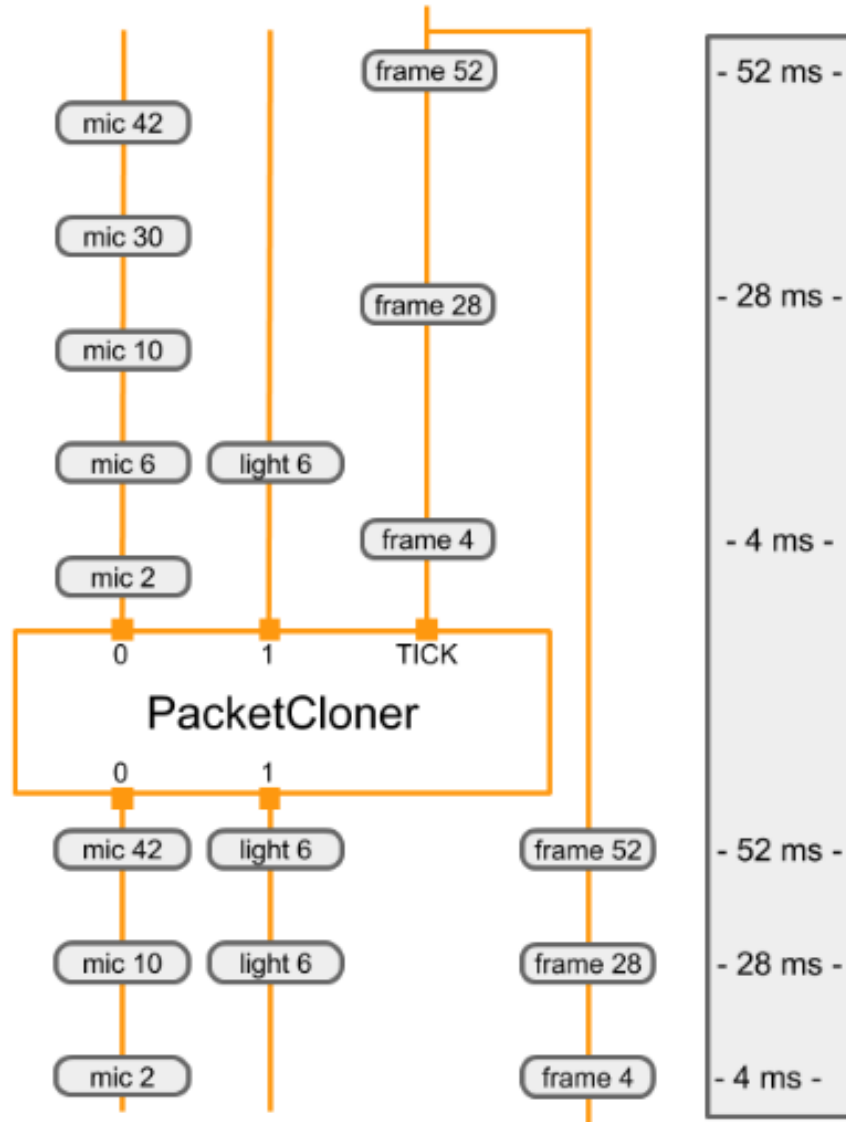 frame 52
- 52 ms -
mic 42
mic 30
frame 28
- 28 ms -
mic 10
mic 6
light 6
frame 4
- 4 ms -
mic 2
0
1
TICK
PacketCloner
0
1
mic 42
light 6
frame 52
- 52 ms -
mic 10
light 6
frame 28
- 28 ms -
mic 2
frame 4
- 4 ms -